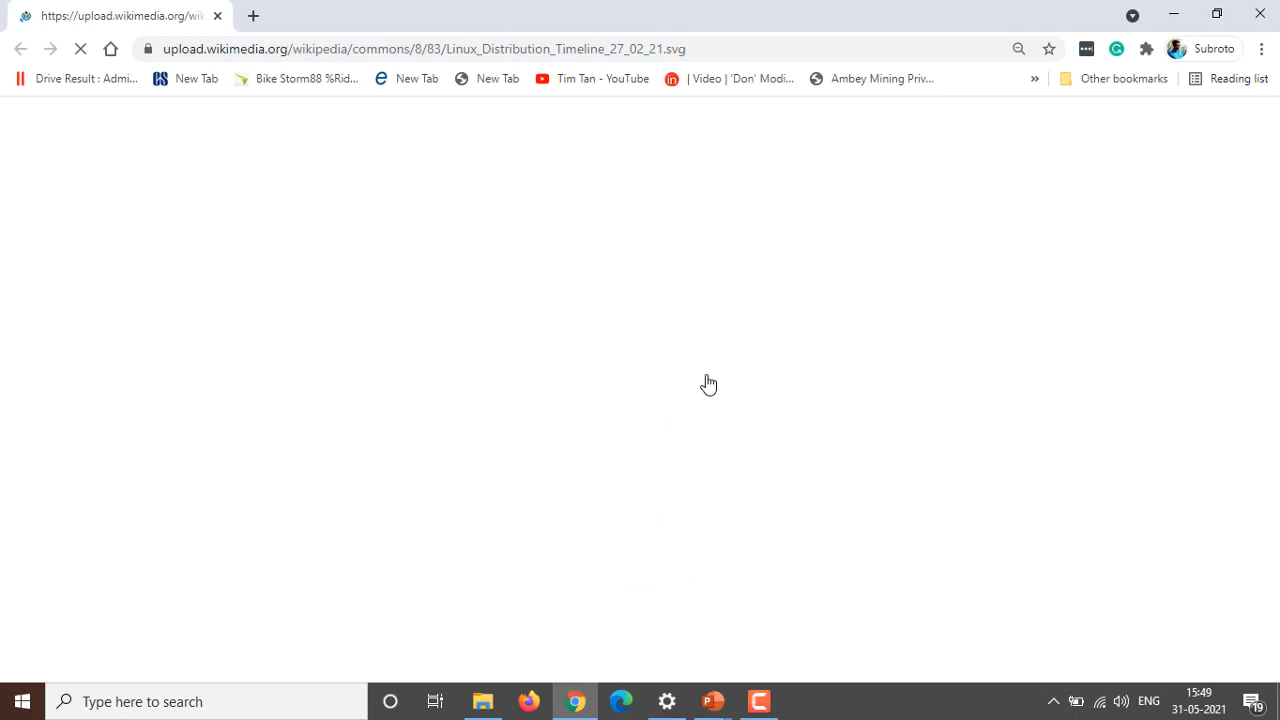 https://upload.wikimedia.org/wiki
upload.wikimedia.org/wikipedia/commons/8/83/Linux_Distribution_Timeline_27_02_21.svg
Subroto
Drive Result : Admi...
New Tab
Bike Storm88 %Rid...
New Tab
New Tab
Tim Tan - YouTube
| Video | 'Don' Modi...
Ambey Mining Priv...
»
Other bookmarks
Reading list
Type here to search
ENG
15:49
31-05-2021
19